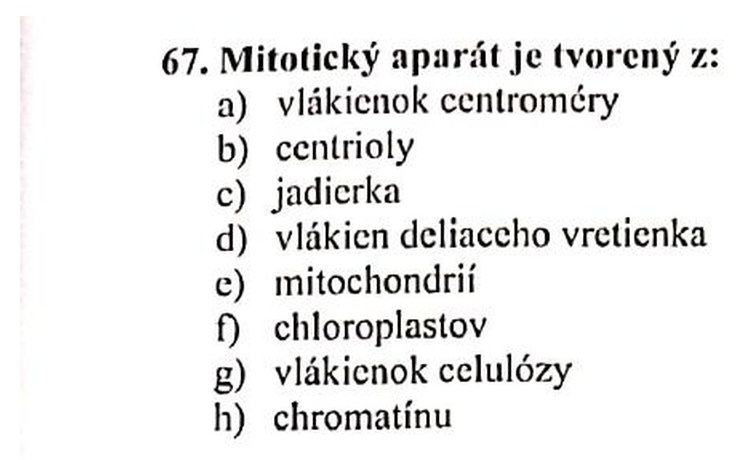 67. Mitotický aparát je tvorený z:
a) vlákienok centroméry
b) centrioly
c) jadierka
d) vlákien deliaceho vretienka
e) mitochondrií
f) chloroplastov
g) vlákienok celulózy
h) chromatínu